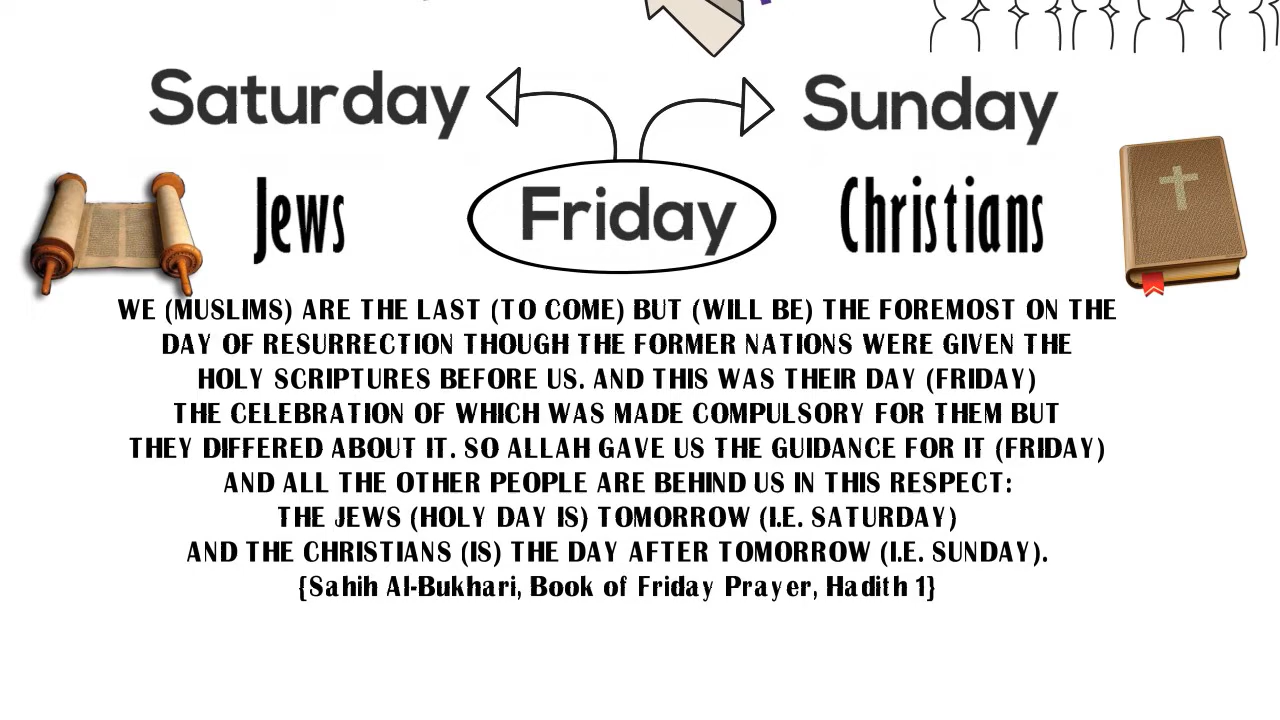 Saturday
Sunday
Jews
Friday
Christians
WE (MUSLIMS) ARE THE LAST (TO COME) BUT (WILL BE) THE FOREMOST ON THE
DAY OF RESURRECTION THOUGH THE FORMER NATIONS WERE GIVEN THE
HOLY SCRIPTURES BEFORE US. AND THIS WAS THEIR DAY (FRIDAY)
THE CELEBRATION OF WHICH WAS MADE COMPULSORY FOR THEM BUT
THEY DIFFERED ABOUT IT. SO ALLAH GAVE US THE GUIDANCE FOR IT (FRIDAY)
AND ALL THE OTHER PEOPLE ARE BEHIND US IN THIS RESPECT:
THE JEWS (HOLY DAY IS) TOMORROW (I.E. SATURDAY)
AND THE CHRISTIANS (IS) THE DAY AFTER TOMORROW (I.E. SUNDAY).
{Sahih Al-Bukhari, Book of Friday Prayer, Hadith 1}